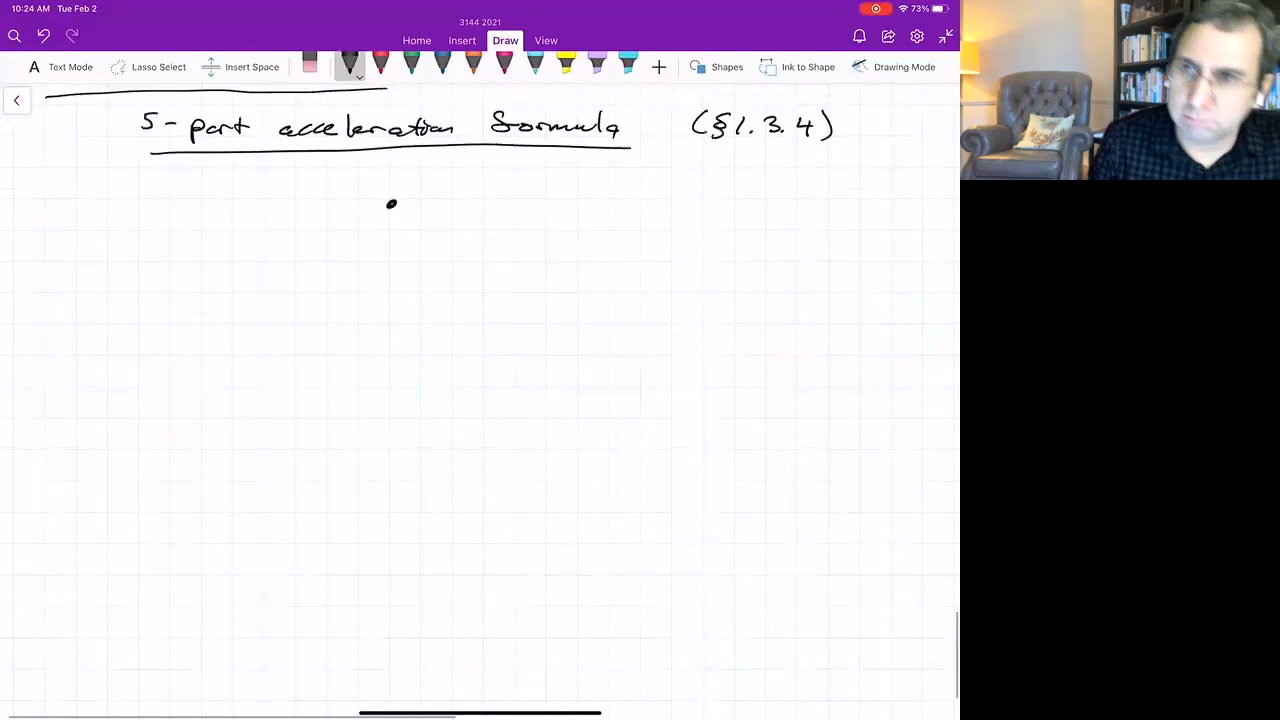 10:24 AM Tue Feb 2
73%
3144 2021
Home Insert Draw View
Text Mode Lasso Select Insert Space Shapes Ink to Shape Drawing Mode
5-part acceleration formula (§1.3.4)